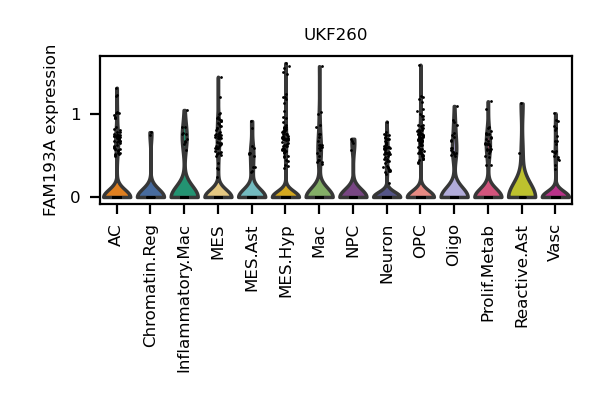 UKF260
FAM193A expression
1
0
AC
Chromatin.Reg
Inflammatory.Mac
MES
MES.Ast
MES.Hyp
Mac
NPC
Neuron
OPC
Oligo
Prolif.Metab
Reactive.Ast
Vasc